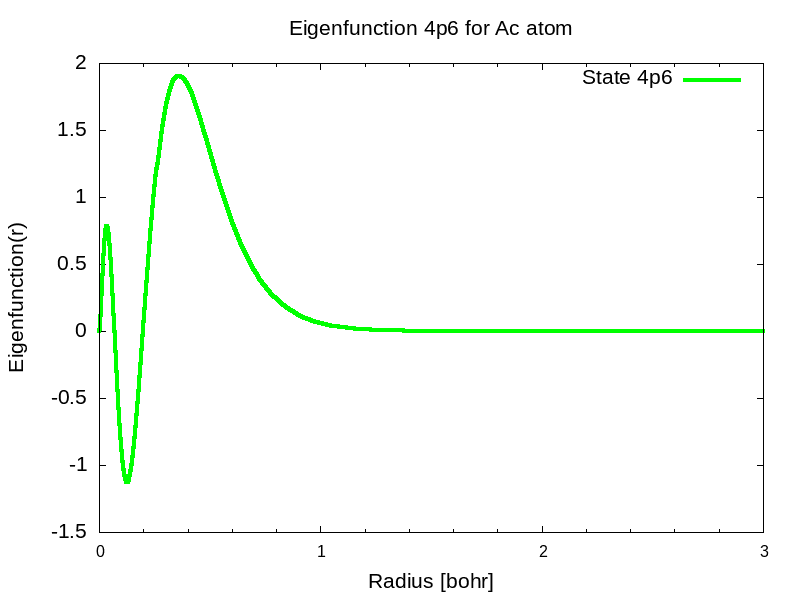 Eigenfunction 4p6 for Ac atom
State 4p6
2
1.5
1
0.5
0
-0.5
-1
-1.5
Eigenfunction(r)
0 1 2 3
Radius [bohr]